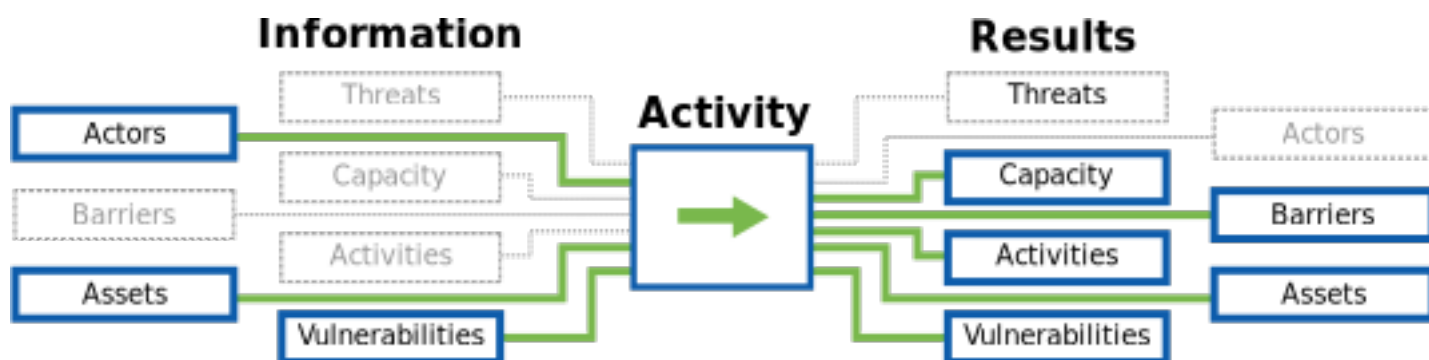 Information
Results
Threats
Activity
Threats
Actors
Actors
Capacity
Capacity
Barriers
Barriers
Activities
Activities
Assets
Assets
Vulnerabilities
Vulnerabilities